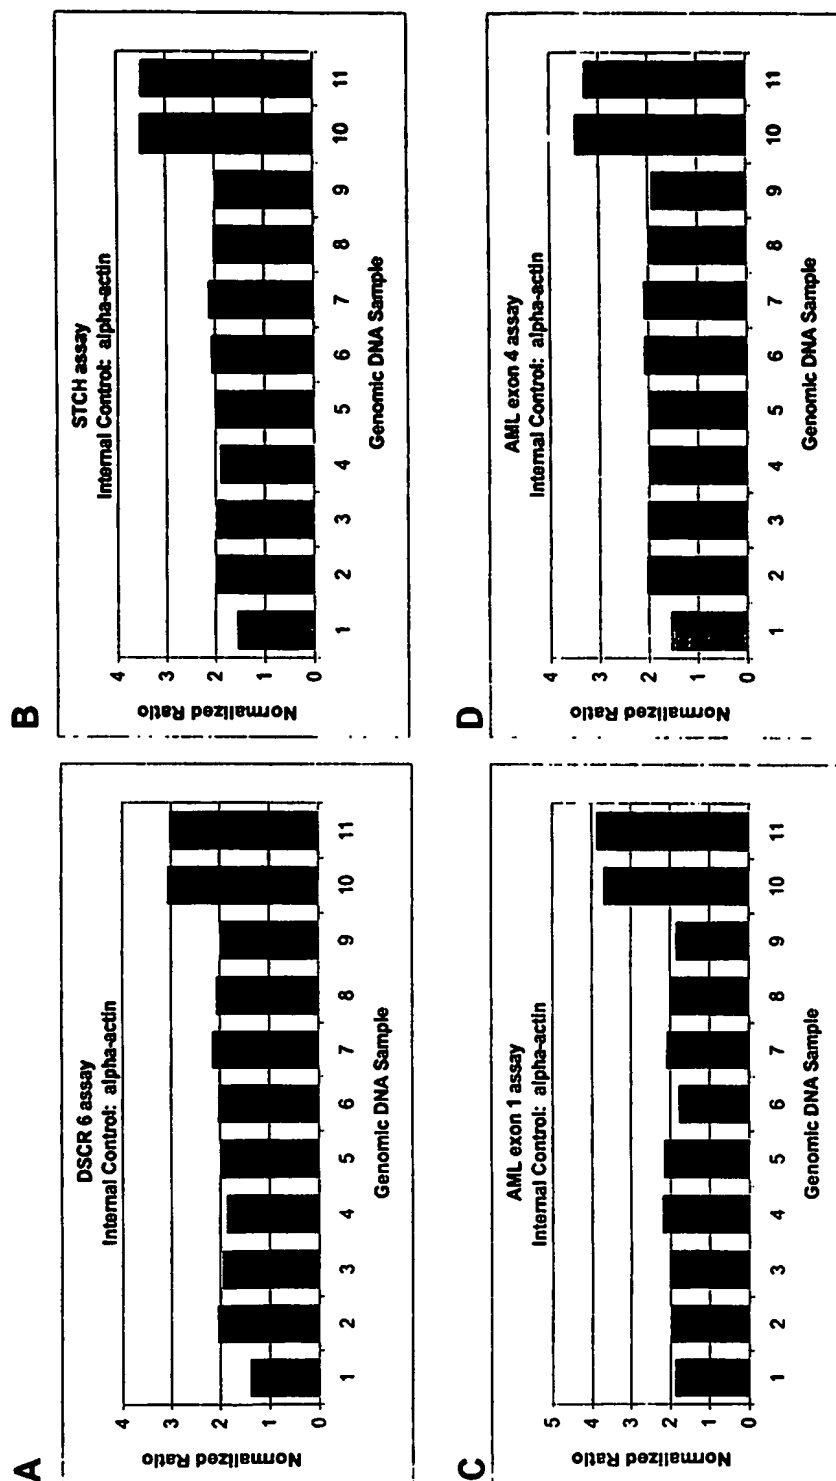 A
DSCR 6 assay
Internal Control: alpha-actin
Normalized Ratio
4
3
2
1
0
1 2 3 4 5 6 7 8 9 10 11
Genomic DNA Sample
B
STCH assay
Internal Control: alpha-actin
Normalized Ratio
4
3
2
1
0
1 2 3 4 5 6 7 8 9 10 11
Genomic DNA Sample
C
AML exon 1 assay
Internal Control: alpha-actin
Normalized Ratio
5
4
3
2
1
0
1 2 3 4 5 6 7 8 9 10 11
Genomic DNA Sample
D
AML exon 4 assay
Internal Control: alpha-actin
Normalized Ratio
4
3
2
1
0
1 2 3 4 5 6 7 8 9 10 11
Genomic DNA Sample